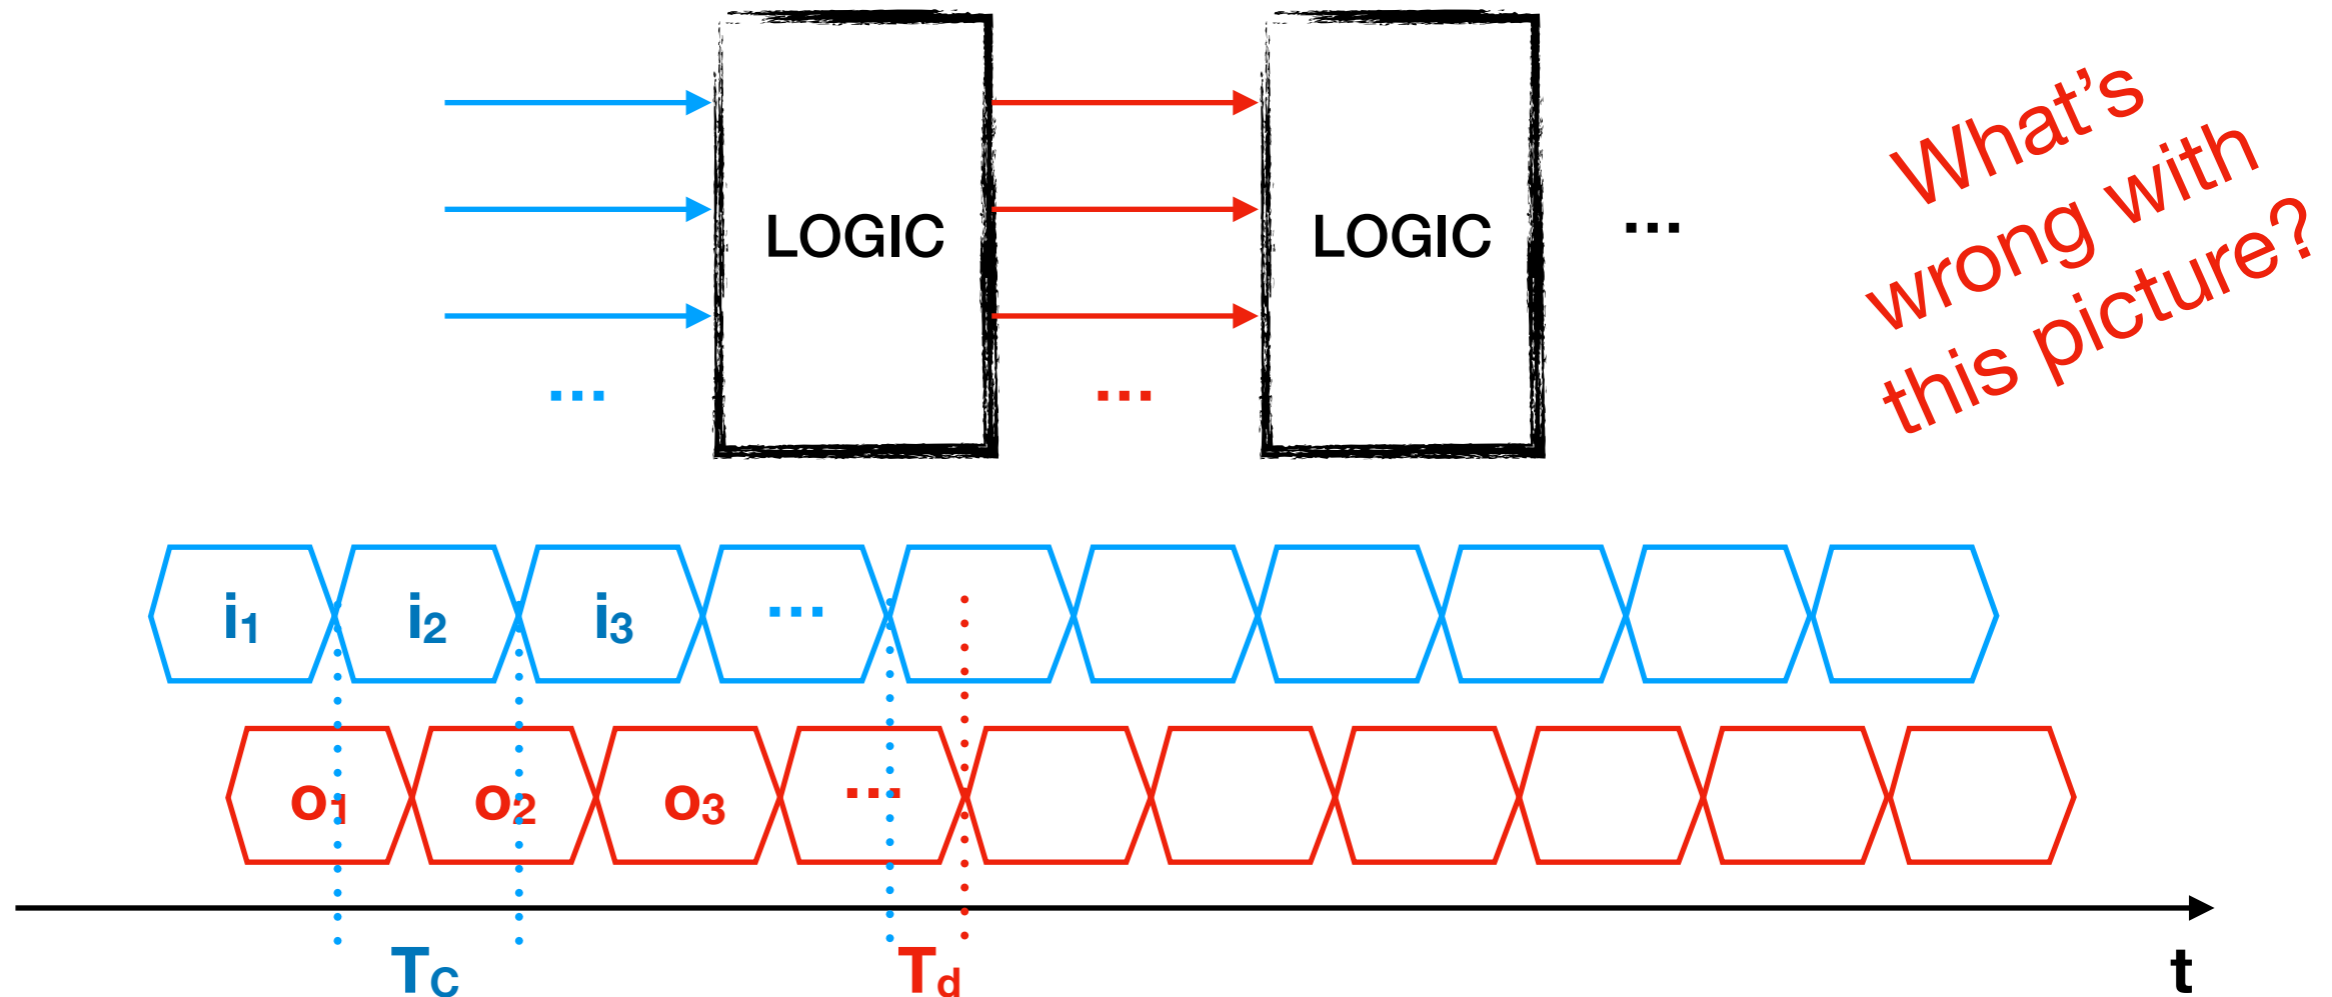 What's
wrong with
this picture?
LOGIC
LOGIC
...
...
...
i1
i2
i3
...
o1
o2
o3
...
Tc
Td
t